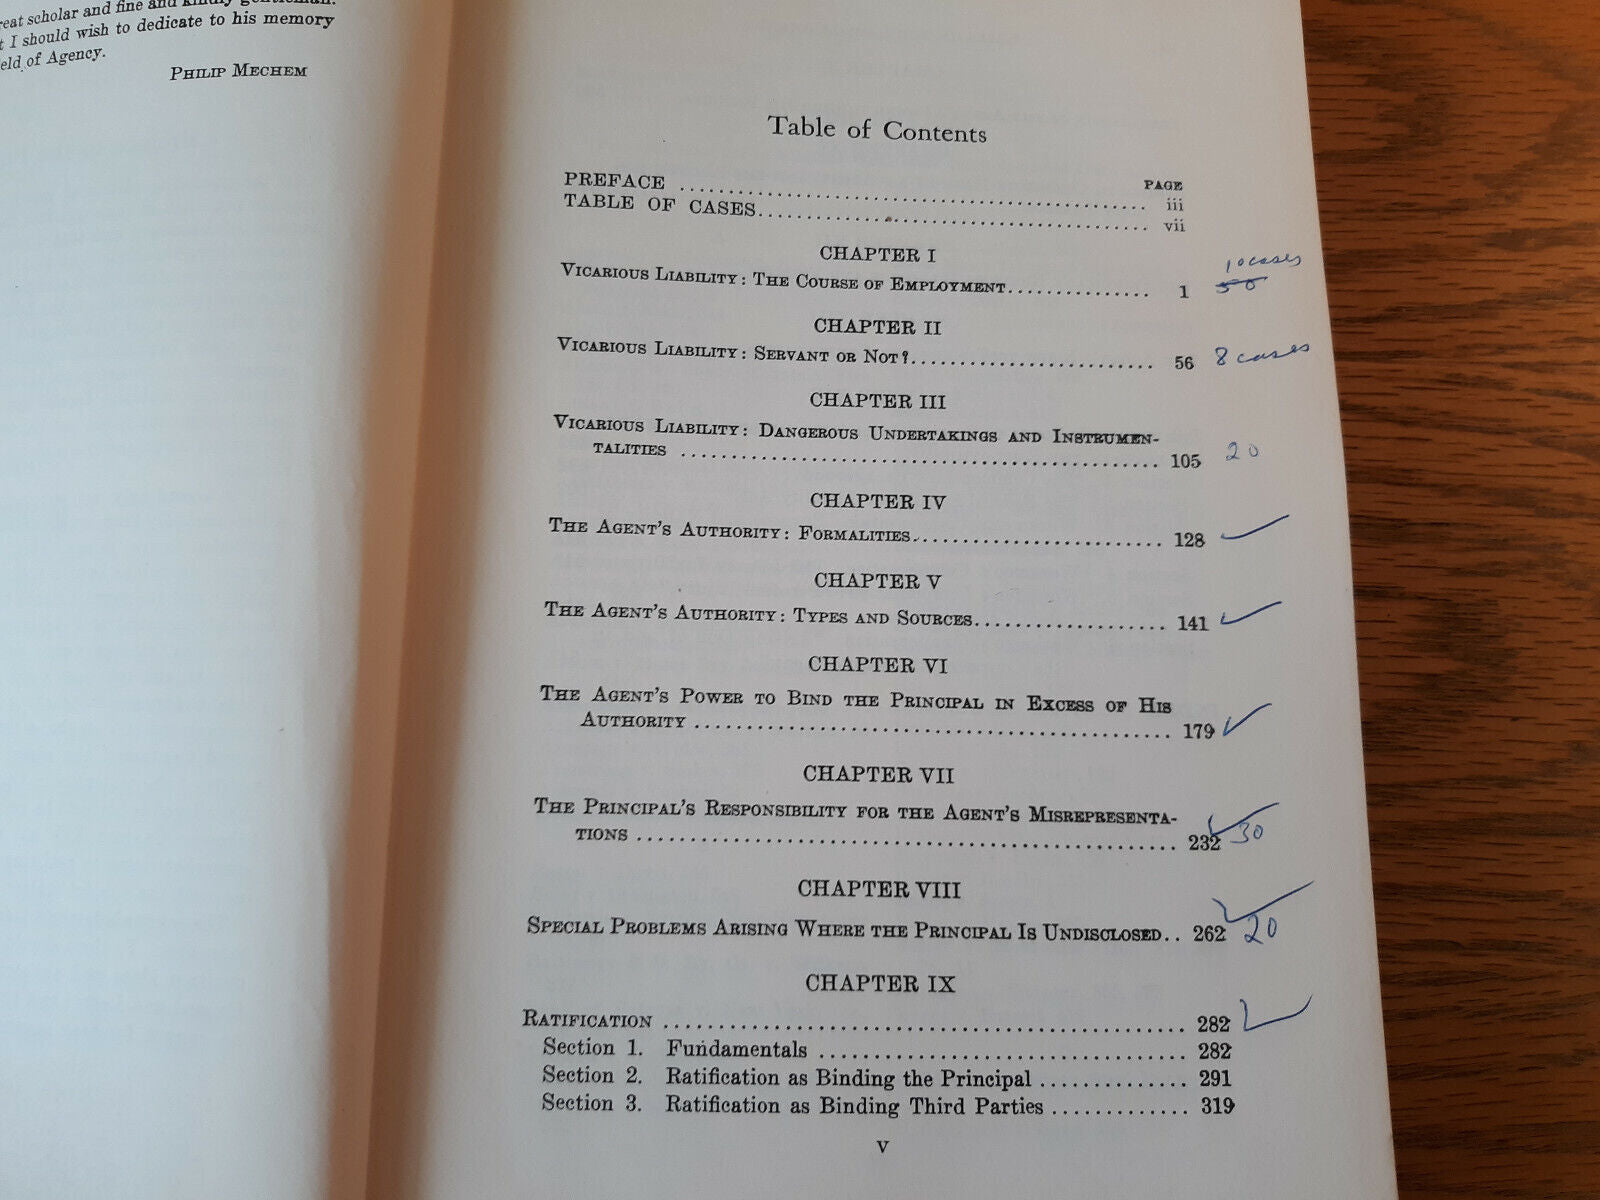 great scholar and fine and kindly gentleman.
t I should wish to dedicate to his memory
eld of Agency.
PHILIP MECHEM
Table of Contents
PAGE
PREFACE ........................................ iii
TABLE OF CASES........................................ vii
CHAPTER I
10 cases
VICARIOUS LIABILITY: THE COURSE OF EMPLOYMENT............... 1 50
CHAPTER II
VICARIOUS LIABILITY: SERVANT OR NOT?........................ 56 8 cases
CHAPTER III
VICARIOUS LIABILITY: DANGEROUS UNDERTAKINGS AND INSTRUMEN-
TALITIES ........................................ 105 20
CHAPTER IV
THE AGENT'S AUTHORITY: FORMALITIES........................ 128
CHAPTER V
THE AGENT'S AUTHORITY: TYPES AND SOURCES.................. 141
CHAPTER VI
THE AGENT'S POWER TO BIND THE PRINCIPAL IN EXCESS OF HIS
AUTHORITY ........................................ 179
CHAPTER VII
THE PRINCIPAL'S RESPONSIBILITY FOR THE AGENT'S MISREPRESENTA-
TIONS ........................................ 232 30
CHAPTER VIII
SPECIAL PROBLEMS ARISING WHERE THE PRINCIPAL IS UNDISCLOSED.. 262 20
CHAPTER IX
RATIFICATION ........................................ 282
Section 1. Fundamentals .............................. 282
Section 2. Ratification as Binding the Principal .............. 291
Section 3. Ratification as Binding Third Parties ............. 319
v